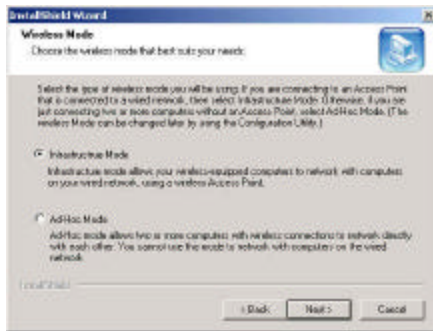 InstallShield Wizard
Wireless Mode
Choose the wireless mode that best suits your needs.
Select the type of wireless mode you will be using. If you are connecting to an Access Point
that is connected to a wired network, then select Infrastructure Mode. Otherwise, if you are
just connecting two or more computers without an Access Point, select Ad-Hoc Mode. (The
wireless Mode can be changed later by using the Configuration Utility.)
Infrastructure Mode
Infrastructure mode allows your wireless-equipped computers to network with computers
on your wired network, using a wireless Access Point.
Ad-Hoc Mode
Ad-Hoc mode allows two or more computers with wireless connections to network directly
with each other. You cannot use this mode to network with computers on the wired
network.
InstallShield
< Back
Next >
Cancel